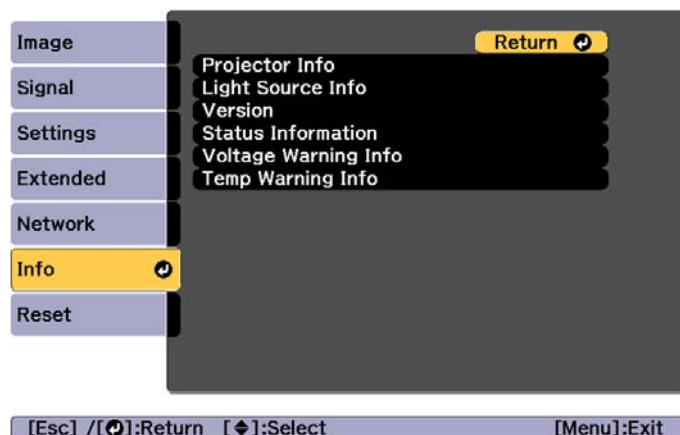 Image
Signal
Settings
Extended
Network
Info
Reset
Return
Projector Info
Light Source Info
Version
Status Information
Voltage Warning Info
Temp Warning Info
[Esc] /[⏎]:Return [◆]:Select [Menu]:Exit